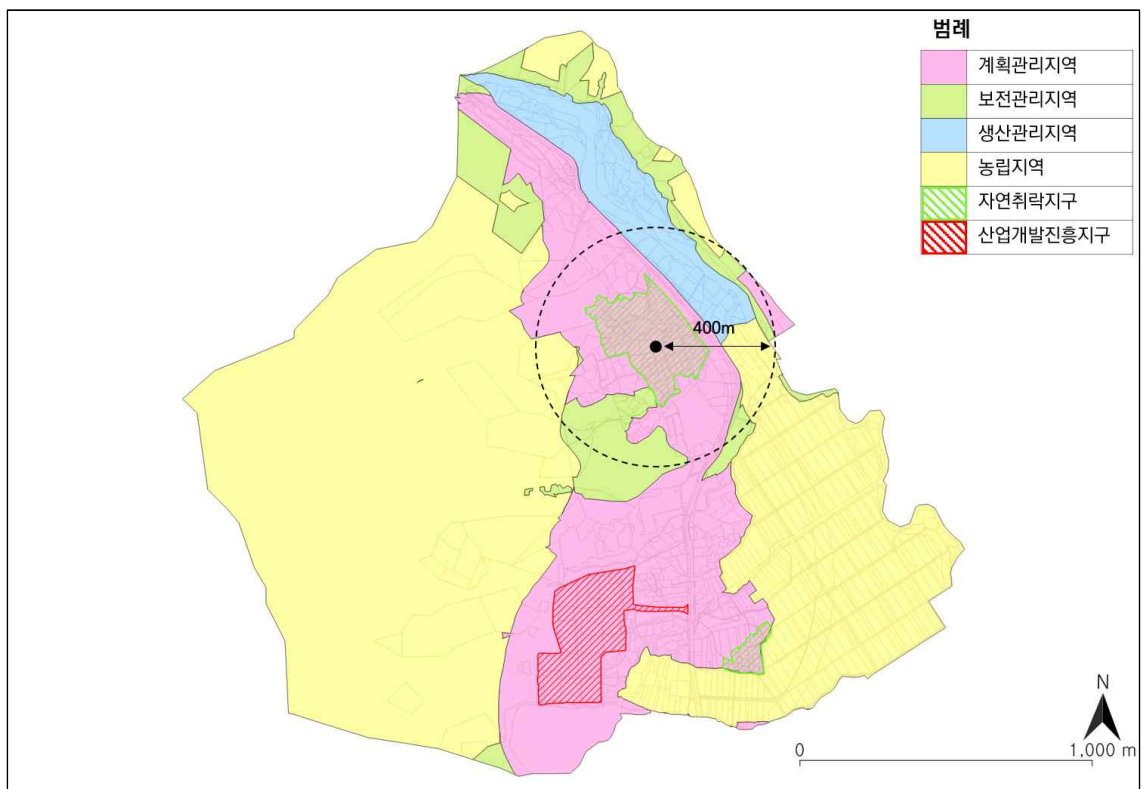 범례
계획관리지역
보전관리지역
생산관리지역
농림지역
자연취락지구
산업개발진흥지구
400m
N
0
1,000 m